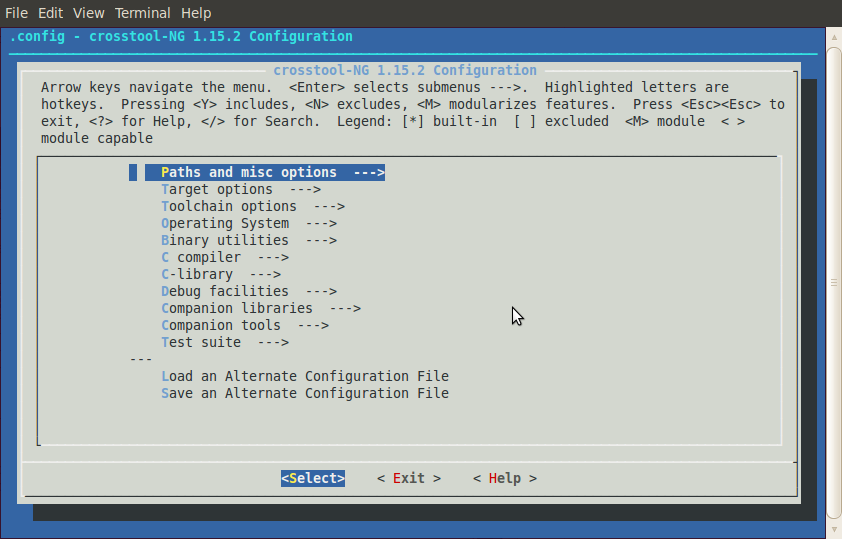 File Edit View Terminal Help
.config - crosstool-NG 1.15.2 Configuration
crosstool-NG 1.15.2 Configuration
Arrow keys navigate the menu. <Enter> selects submenus --->. Highlighted letters are
hotkeys. Pressing <Y> includes, <N> excludes, <M> modularizes features. Press <Esc><Esc> to
exit, <?> for Help, </> for Search. Legend: [*] built-in [ ] excluded <M> module < >
module capable
Paths and misc options --->
Target options --->
Toolchain options --->
Operating System --->
Binary utilities --->
C compiler --->
C-library --->
Debug facilities --->
Companion libraries --->
Companion tools --->
Test suite --->
---
Load an Alternate Configuration File
Save an Alternate Configuration File
<Select> < Exit > < Help >